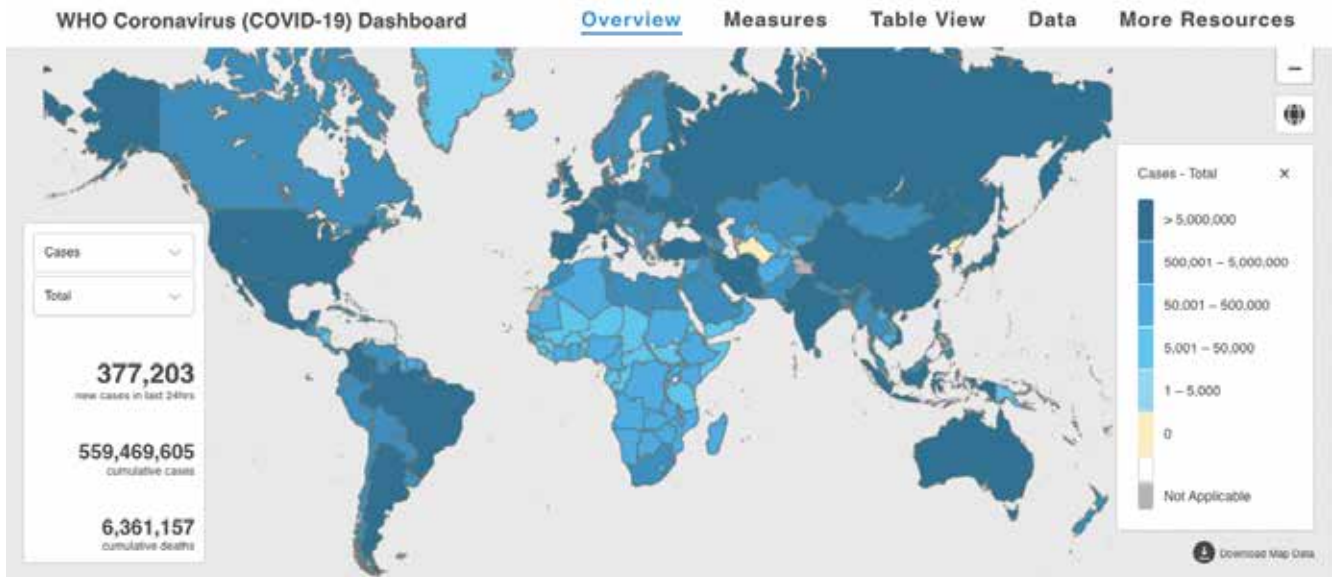 WHO Coronavirus (COVID-19) Dashboard
Overview Measures Table View Data More Resources
Cases
Total
377,203
new cases in last 24hrs
559,469,605
cumulative cases
6,361,157
cumulative deaths
Cases - Total ×
> 5,000,000
500,001 – 5,000,000
50,001 – 500,000
5,001 – 50,000
1 – 5,000
0
Not Applicable
Download Map Data